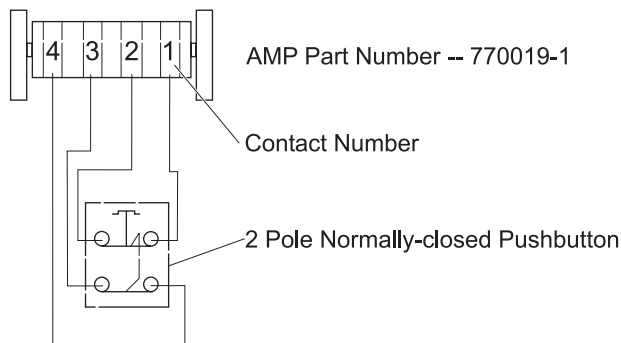 4 3 2 1
AMP Part Number -- 770019-1
Contact Number
2 Pole Normally-closed Pushbutton